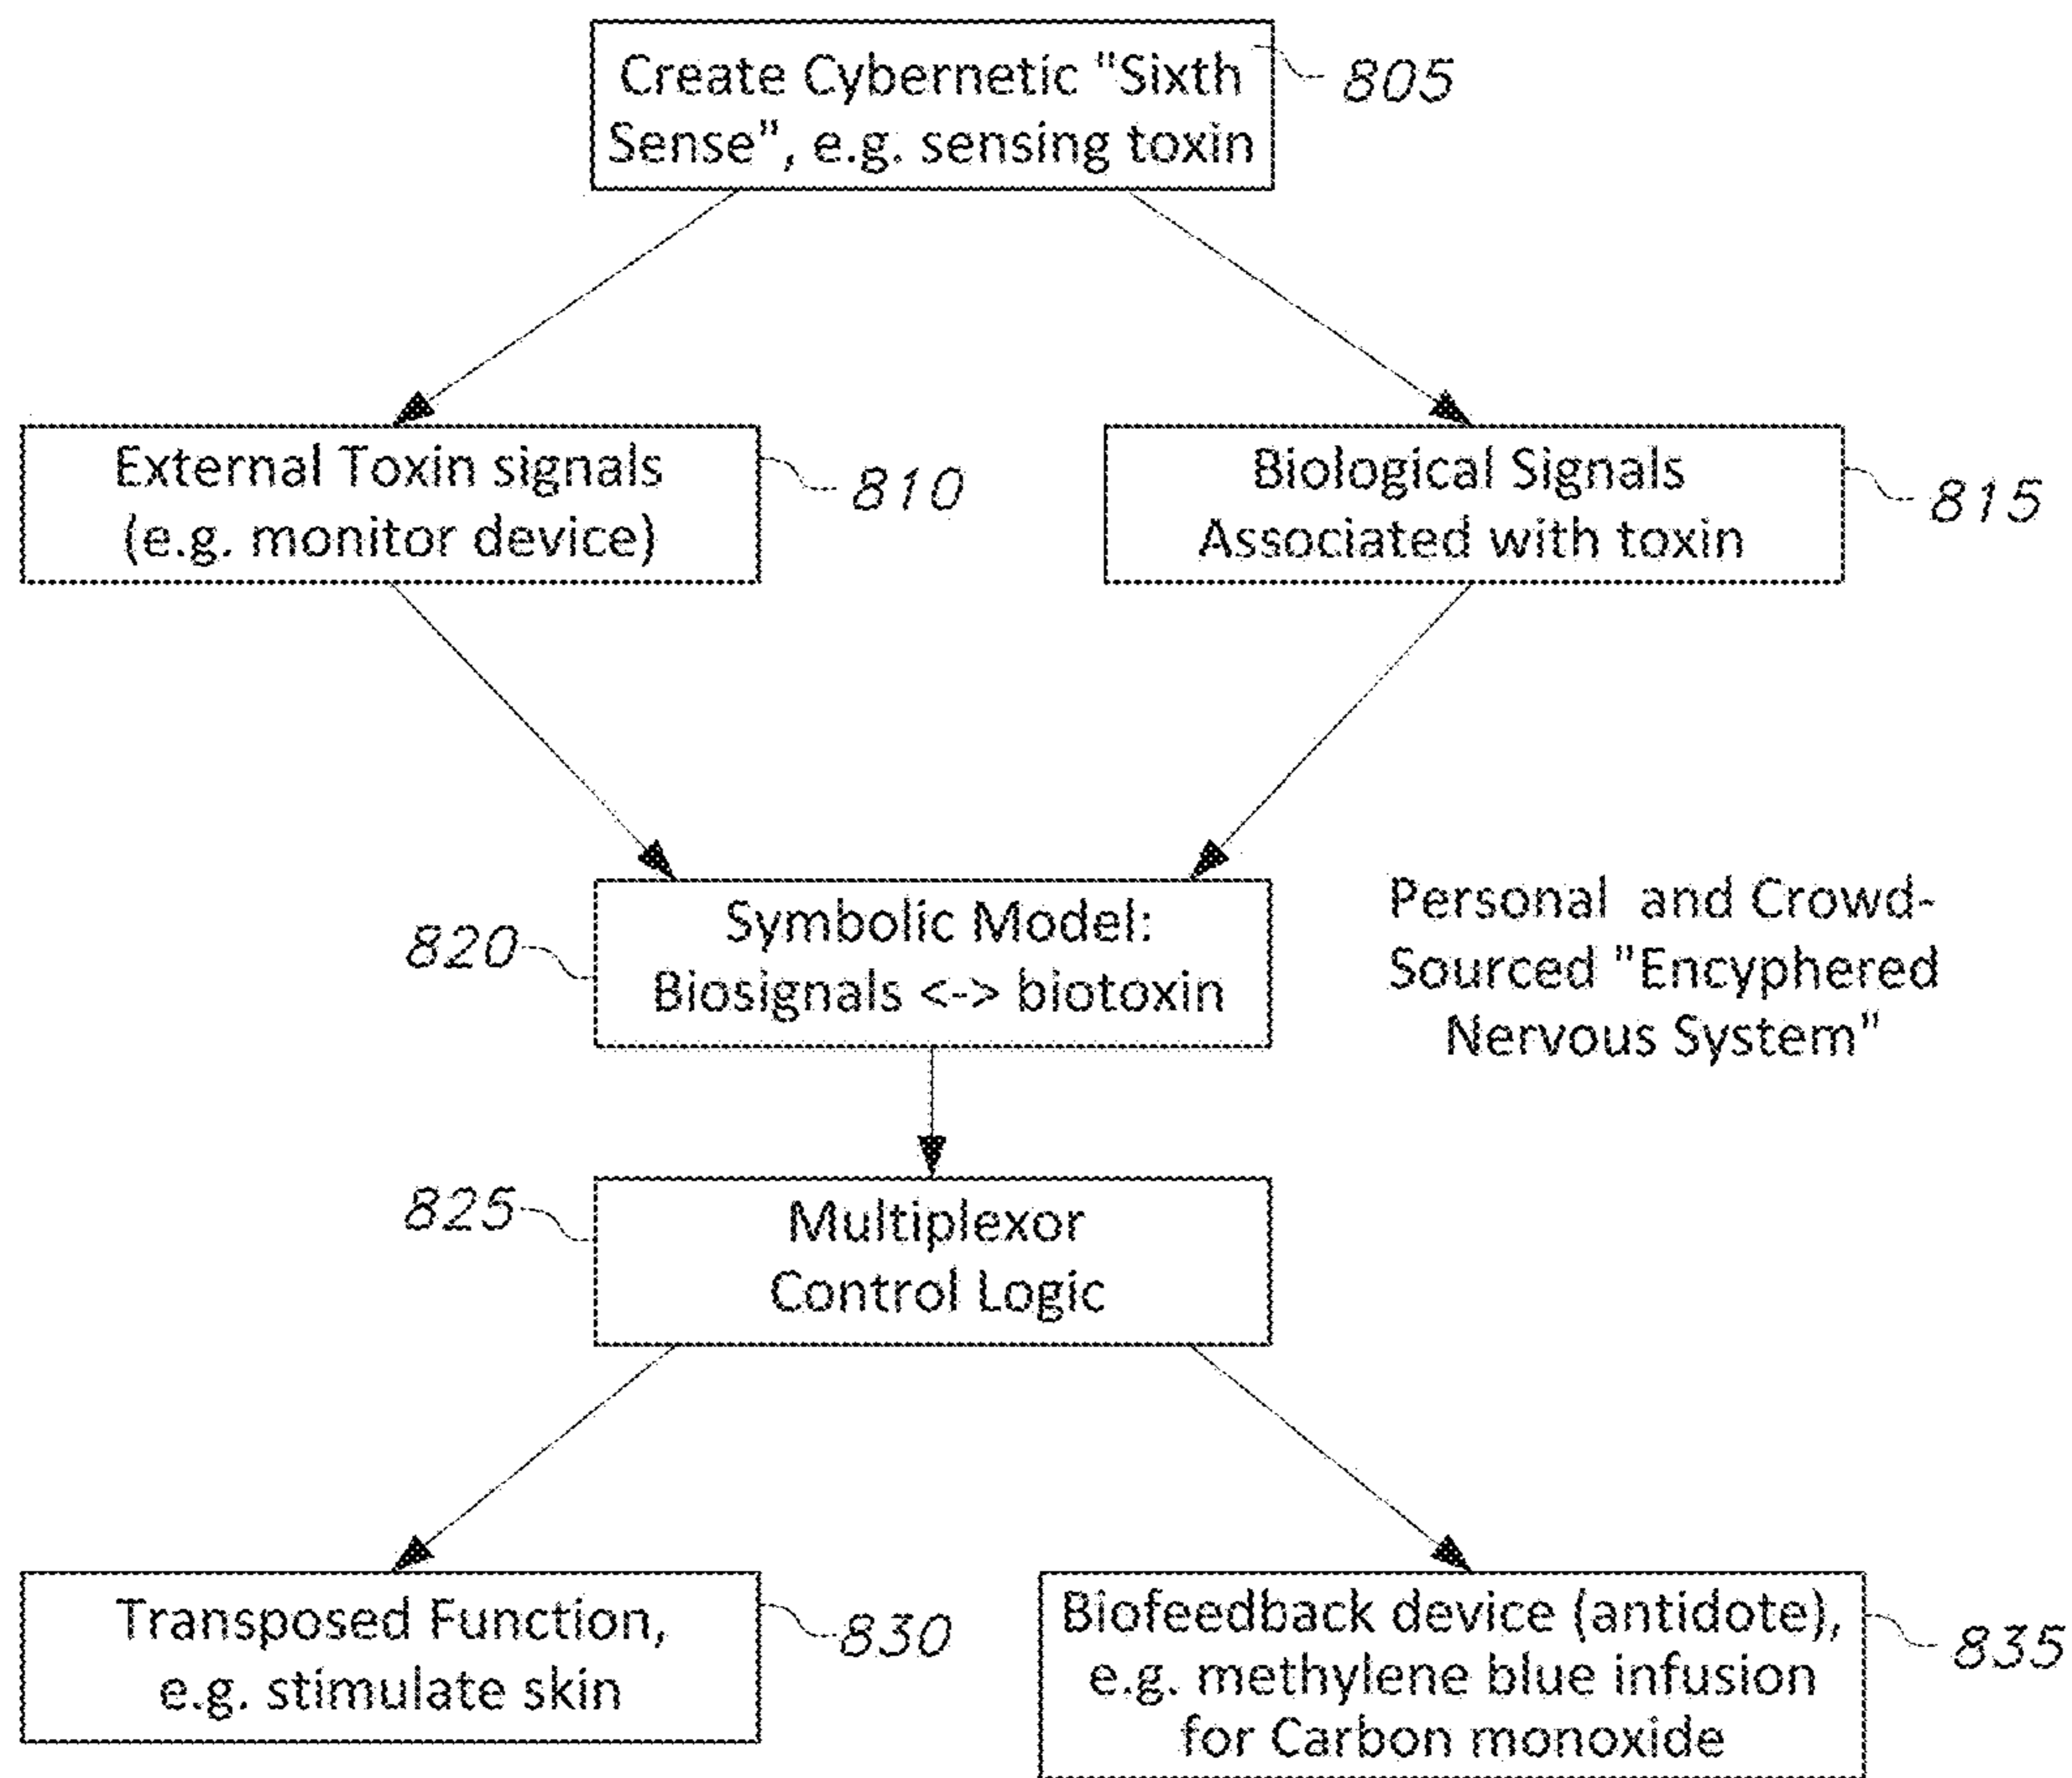 Create Cybernetic "Sixth
Sense", e.g. sensing toxin
805
External Toxin signals
(e.g. monitor device)
810
Biological Signals
Associated with toxin
815
820
Symbolic Model:
Biosignals <-> biotoxin
Personal and Crowd-
Sourced "Encyphered
Nervous System"
825
Multiplexor
Control Logic
Transposed Function,
e.g. stimulate skin
830
Biofeedback device (antidote),
e.g. methylene blue infusion
for Carbon monoxide
835